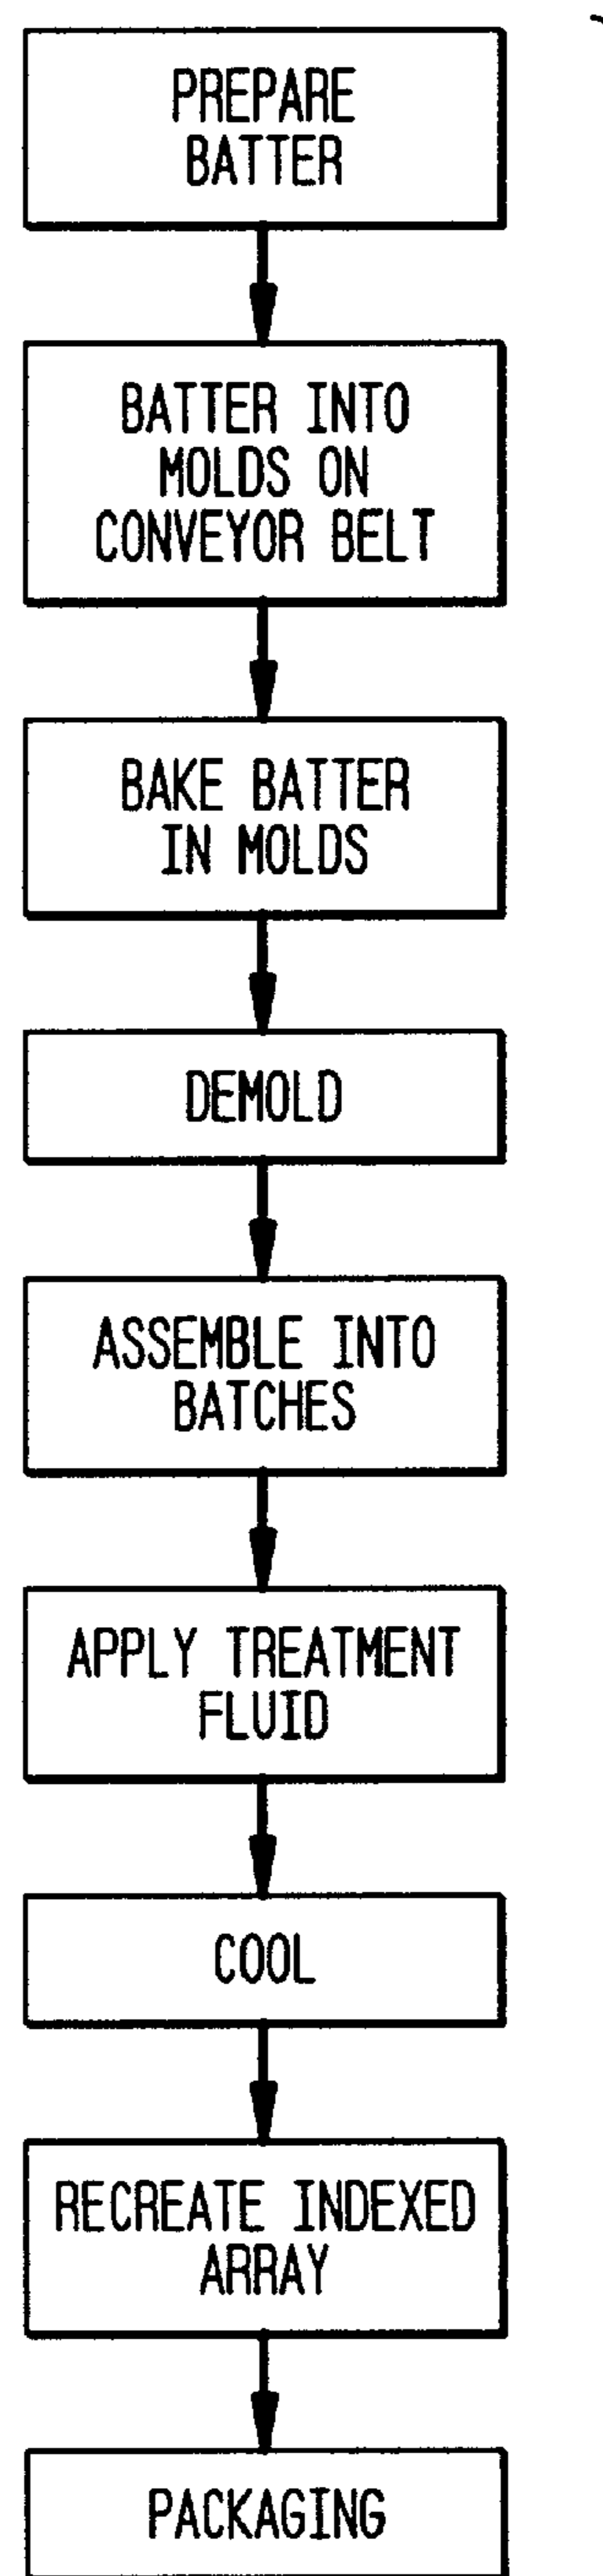 PREPARE
BATTER
BATTER INTO
MOLDS ON
CONVEYOR BELT
BAKE BATTER
IN MOLDS
DEMOLD
ASSEMBLE INTO
BATCHES
APPLY TREATMENT
FLUID
COOL
RECREATE INDEXED
ARRAY
PACKAGING